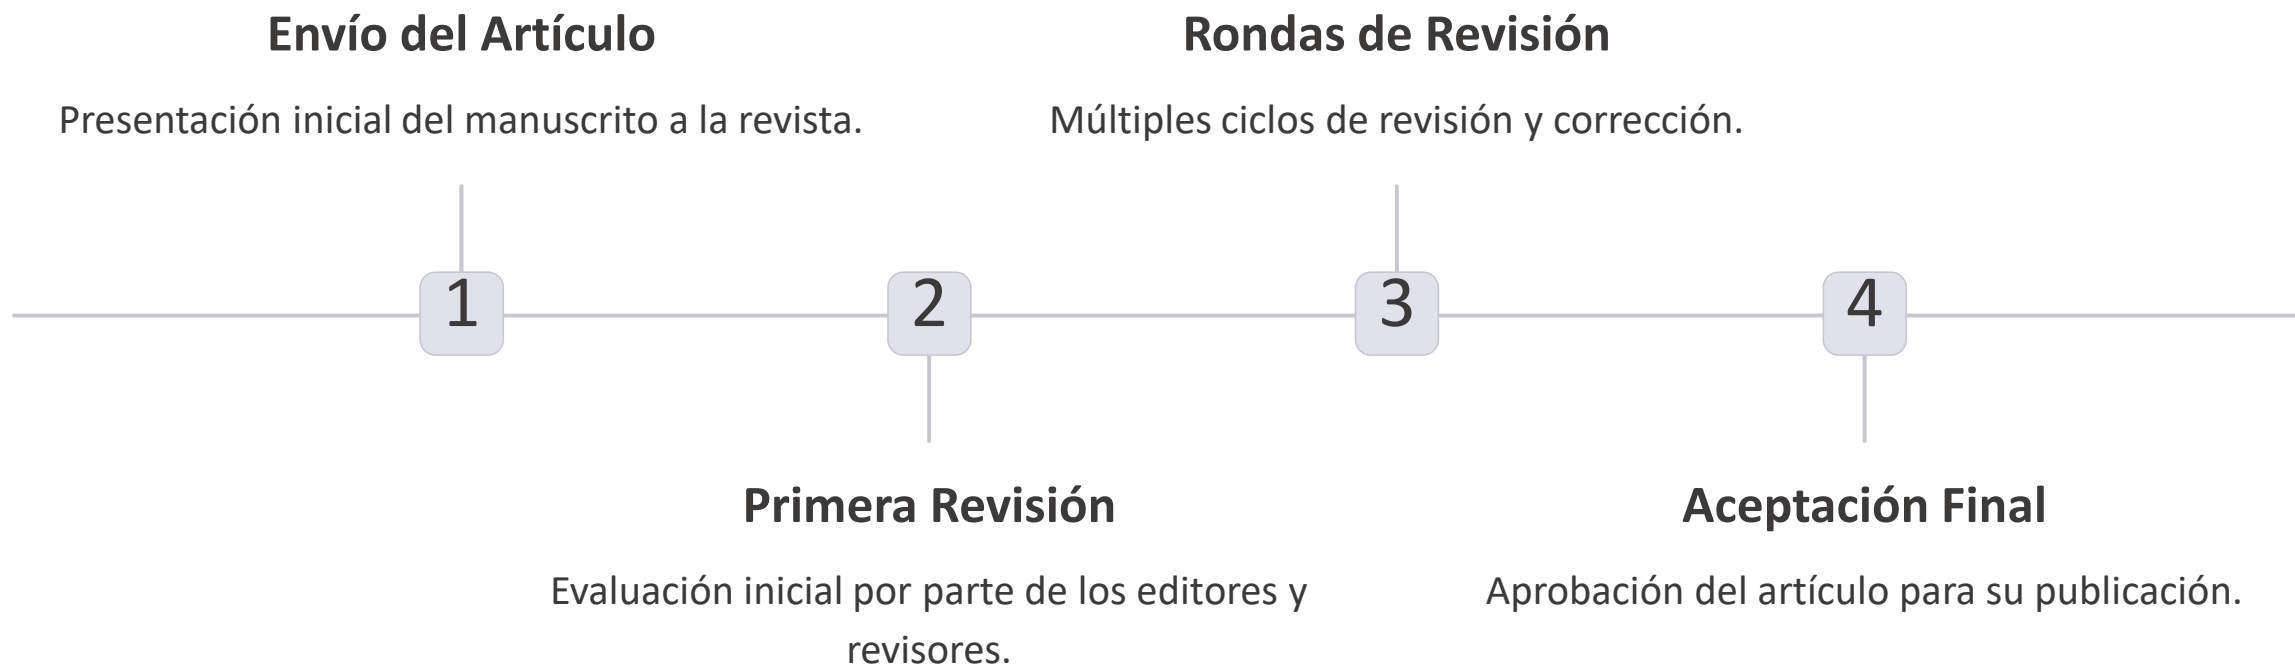 Envío del Artículo
Presentación inicial del manuscrito a la revista.
Rondas de Revisión
Múltiples ciclos de revisión y corrección.
1
2
3
4
Primera Revisión
Evaluación inicial por parte de los editores y
revisores.
Aceptación Final
Aprobación del artículo para su publicación.